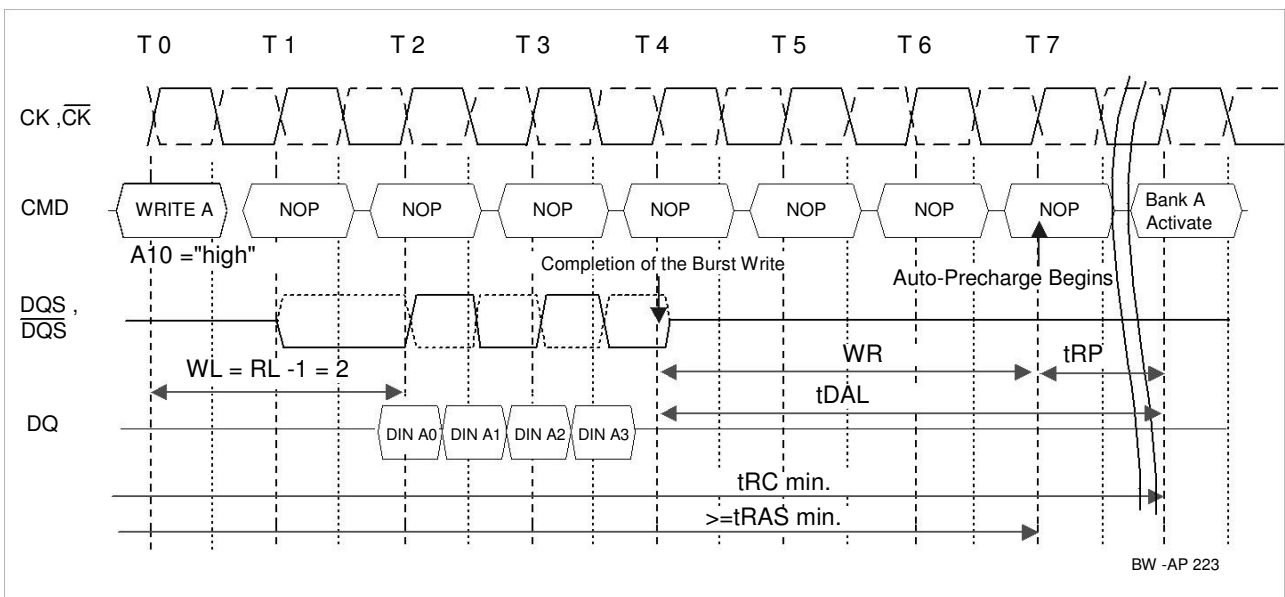 T 0 T 1 T 2 T 3 T 4 T 5 T 6 T 7
CK ,CK
CMD WRITE A NOP NOP NOP NOP NOP NOP NOP Bank A
Activate
A10 ="high"
Completion of the Burst Write
Auto-Precharge Begins
DQS ,
DQS
WL = RL -1 = 2
WR tRP
tDAL
DQ DIN A0 DIN A1 DIN A2 DIN A3
tRC min.
>=tRAS min.
BW -AP 223